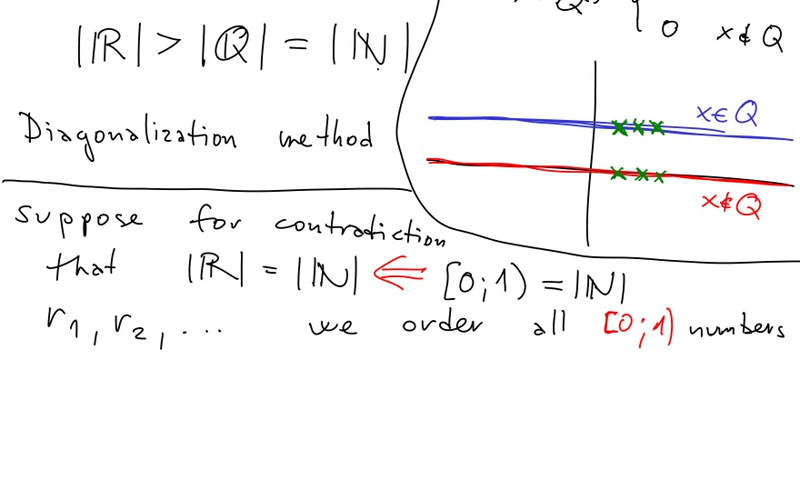 |ℝ| > |ℚ| = |ℕ|
Diagonalization method
0 x∉Q
x∈Q
x∉Q
suppose for contradiction
that |ℝ| = |ℕ| ⇐ [0;1) = |ℕ|
r₁, r₂, ... we order all [0;1) numbers